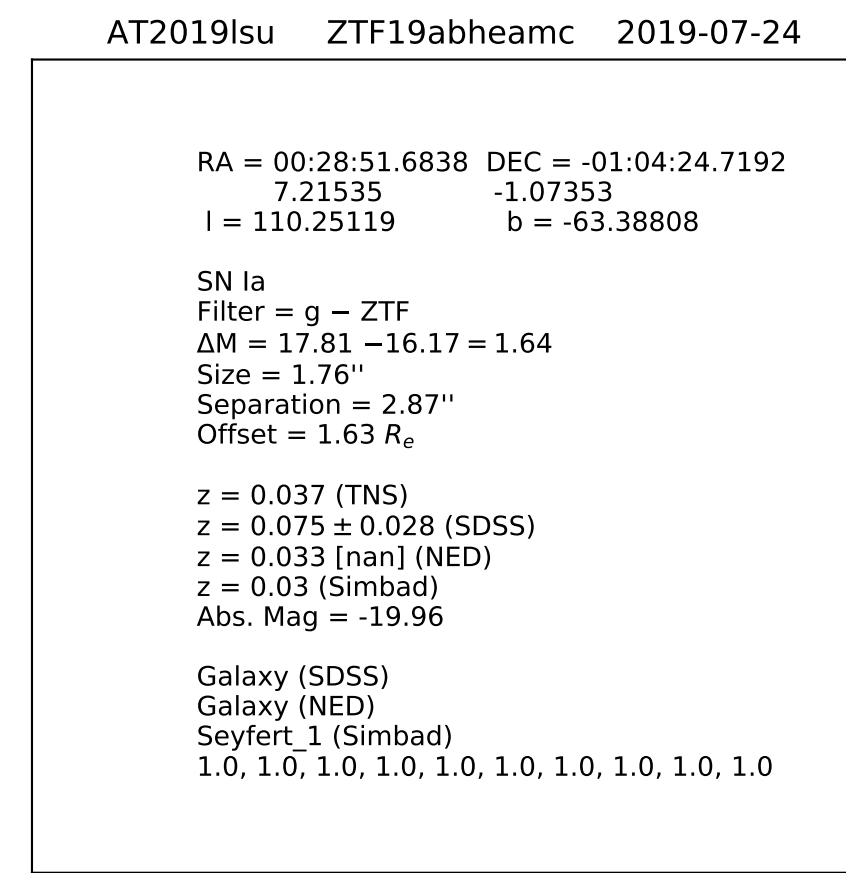 AT2019lsu ZTF19abheamc 2019-07-24
RA = 00:28:51.6838 DEC = -01:04:24.7192
7.21535 -1.07353
l = 110.25119 b = -63.38808
SN Ia
Filter = g − ZTF
ΔM = 17.81 −16.17 = 1.64
Size = 1.76''
Separation = 2.87''
Offset = 1.63 Rₑ
z = 0.037 (TNS)
z = 0.075 ± 0.028 (SDSS)
z = 0.033 [nan] (NED)
z = 0.03 (Simbad)
Abs. Mag = -19.96
Galaxy (SDSS)
Galaxy (NED)
Seyfert_1 (Simbad)
1.0, 1.0, 1.0, 1.0, 1.0, 1.0, 1.0, 1.0, 1.0, 1.0